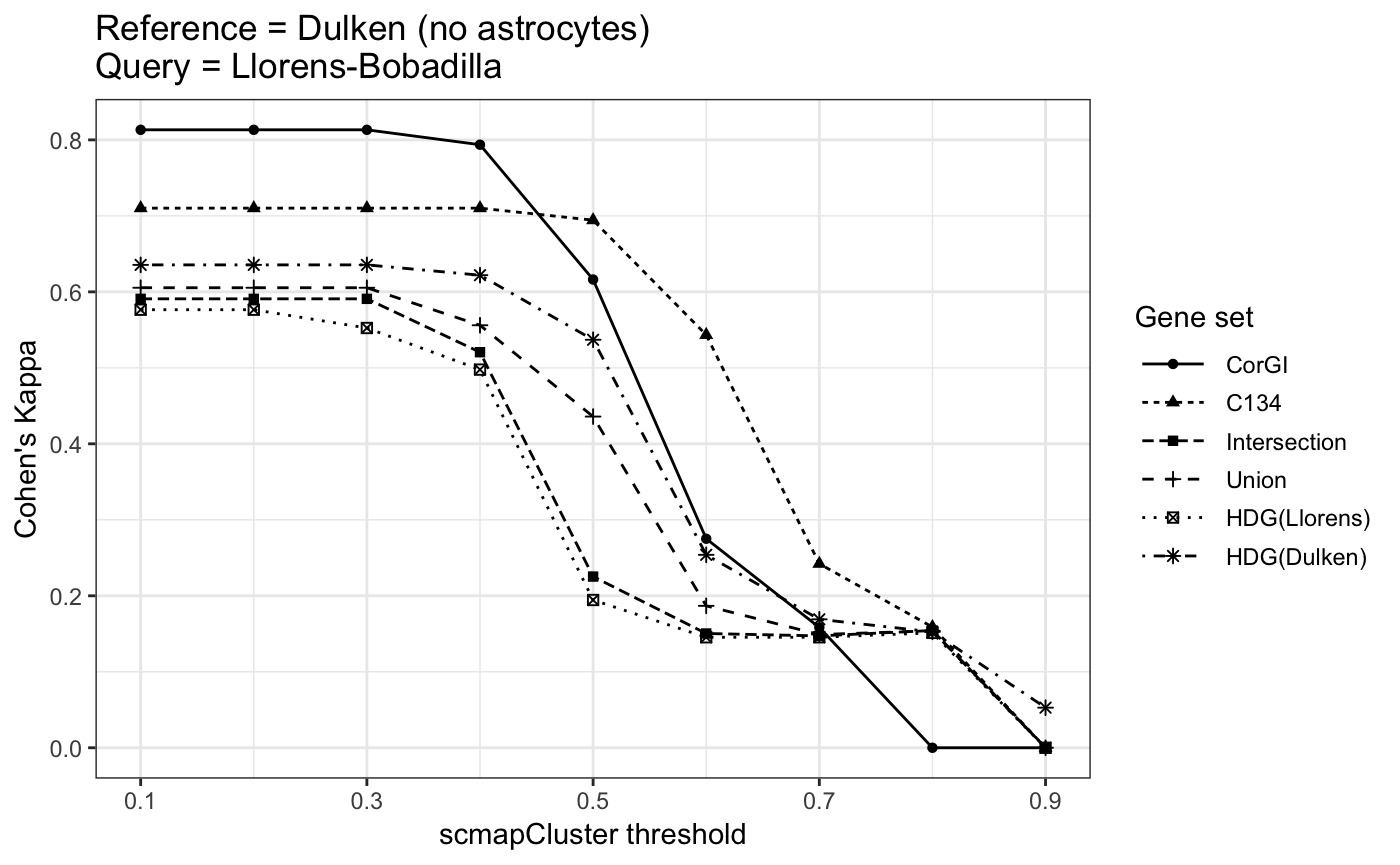 Reference = Dulken (no astrocytes)
Query = Llorens-Bobadilla
Cohen's Kappa
0.8
0.6
0.4
0.2
0.0
0.1
0.3
0.5
0.7
0.9
scmapCluster threshold
Gene set
CorGI
C134
Intersection
Union
HDG(Llorens)
HDG(Dulken)